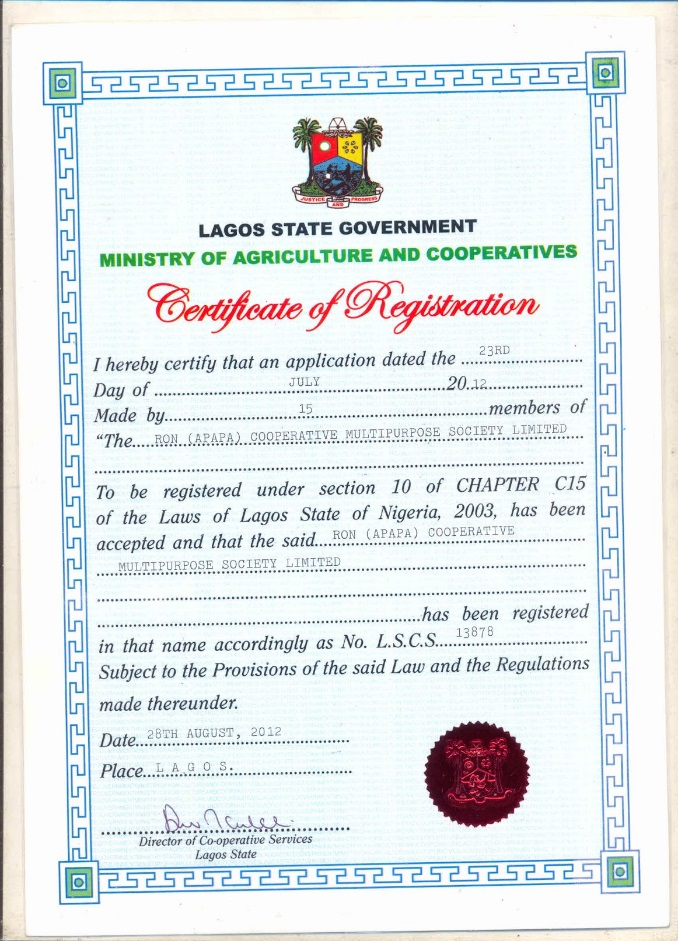 JUSTICE AND PROGRESS
LAGOS STATE GOVERNMENT
MINISTRY OF AGRICULTURE AND COOPERATIVES
Certificate of Registration
I hereby certify that an application dated the ... 23RD
Day of ... JULY ... 20.12
Made by... 15 ...members of
"The... RON (APAPA) COOPERATIVE MULTIPURPOSE SOCIETY LIMITED
To be registered under section 10 of CHAPTER C15
of the Laws of Lagos State of Nigeria, 2003, has been
accepted and that the said... RON (APAPA) COOPERATIVE
MULTIPURPOSE SOCIETY LIMITED
...has been registered
in that name accordingly as No. L.S.C.S... 13878
Subject to the Provisions of the said Law and the Regulations
made thereunder.
Date... 28TH AUGUST, 2012
Place... L A G O S.
Director of Co-operative Services
Lagos State